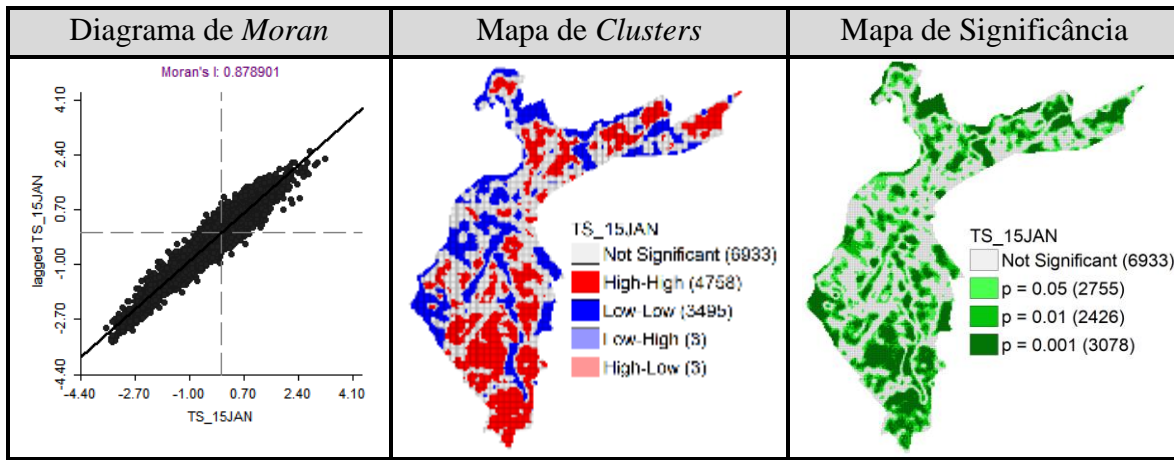 Diagrama de Moran
Mapa de Clusters
Mapa de Significância
Moran's I: 0.878901
4.10
2.40
0.70
-1.00
-2.70
-4.40
lagged TS_15JAN
-4.40 -2.70 -1.00 0.70 2.40 4.10
TS_15JAN
TS_15JAN
Not Significant (6933)
High-High (4758)
Low-Low (3495)
Low-High (3)
High-Low (3)
TS_15JAN
Not Significant (6933)
p = 0.05 (2755)
p = 0.01 (2426)
p = 0.001 (3078)